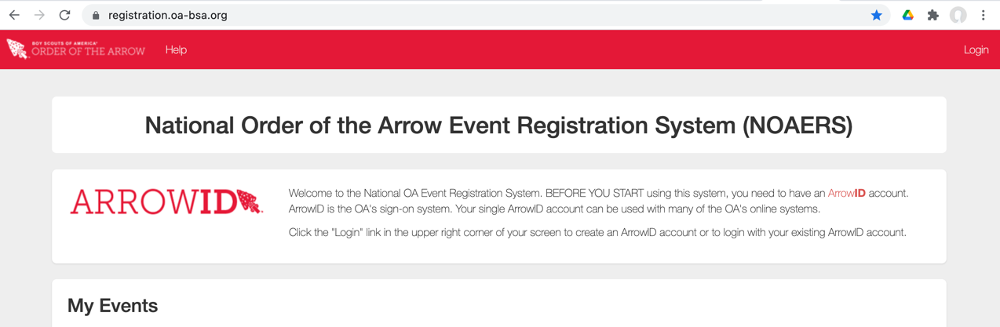 registration.oa-bsa.org
BOY SCOUTS OF AMERICA®
ORDER OF THE ARROW
Help
Login
National Order of the Arrow Event Registration System (NOAERS)
ARROWID
Welcome to the National OA Event Registration System. BEFORE YOU START using this system, you need to have an ArrowID account.
ArrowID is the OA's sign-on system. Your single ArrowID account can be used with many of the OA's online systems.
Click the "Login" link in the upper right corner of your screen to create an ArrowID account or to login with your existing ArrowID account.
My Events